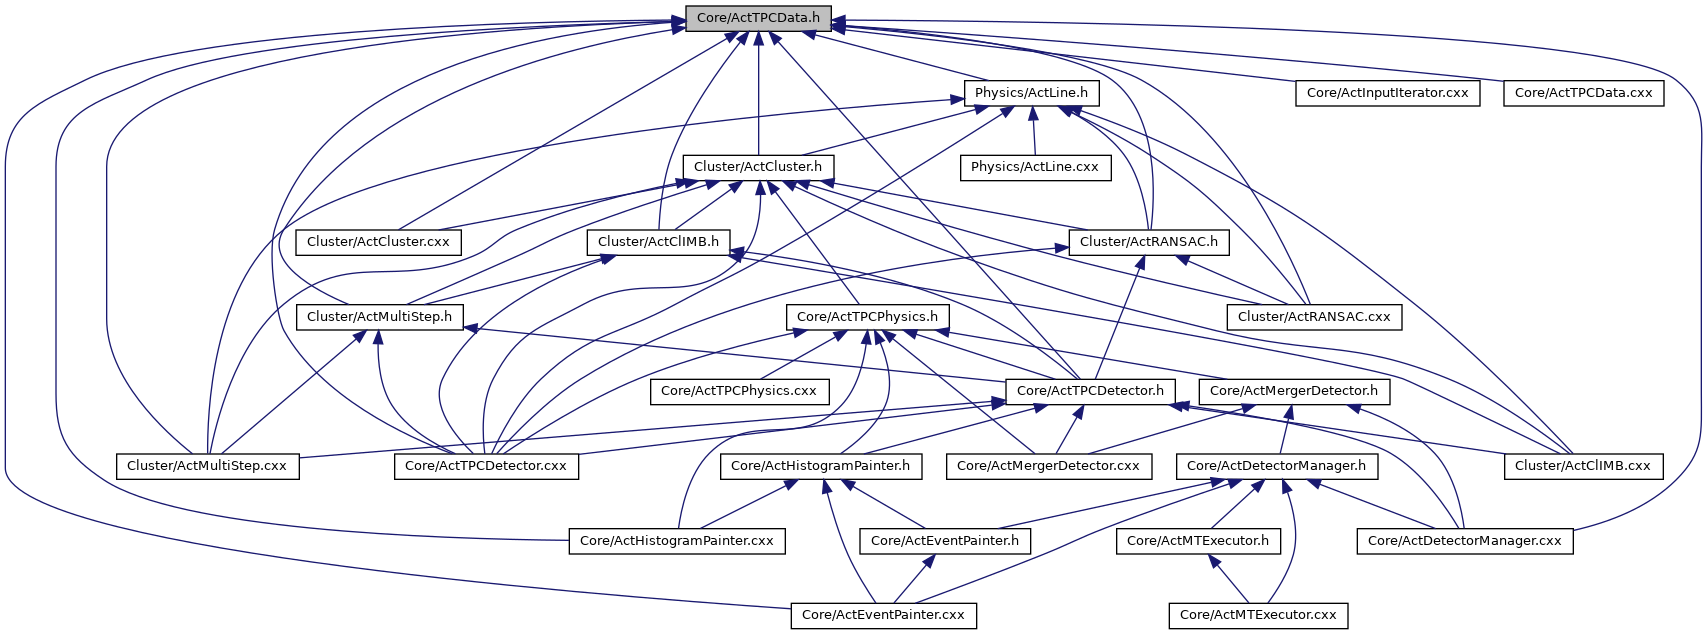 Core/ActTPCData.h
Physics/ActLine.h
Core/ActInputIterator.cxx
Core/ActTPCData.cxx
Cluster/ActCluster.h
Physics/ActLine.cxx
Cluster/ActCluster.cxx
Cluster/ActClIMB.h
Cluster/ActRANSAC.h
Cluster/ActMultiStep.h
Core/ActTPCPhysics.h
Cluster/ActRANSAC.cxx
Core/ActTPCPhysics.cxx
Core/ActTPCDetector.h
Core/ActMergerDetector.h
Cluster/ActMultiStep.cxx
Core/ActTPCDetector.cxx
Core/ActHistogramPainter.h
Core/ActMergerDetector.cxx
Core/ActDetectorManager.h
Cluster/ActClIMB.cxx
Core/ActHistogramPainter.cxx
Core/ActEventPainter.h
Core/ActMTExecutor.h
Core/ActDetectorManager.cxx
Core/ActEventPainter.cxx
Core/ActMTExecutor.cxx